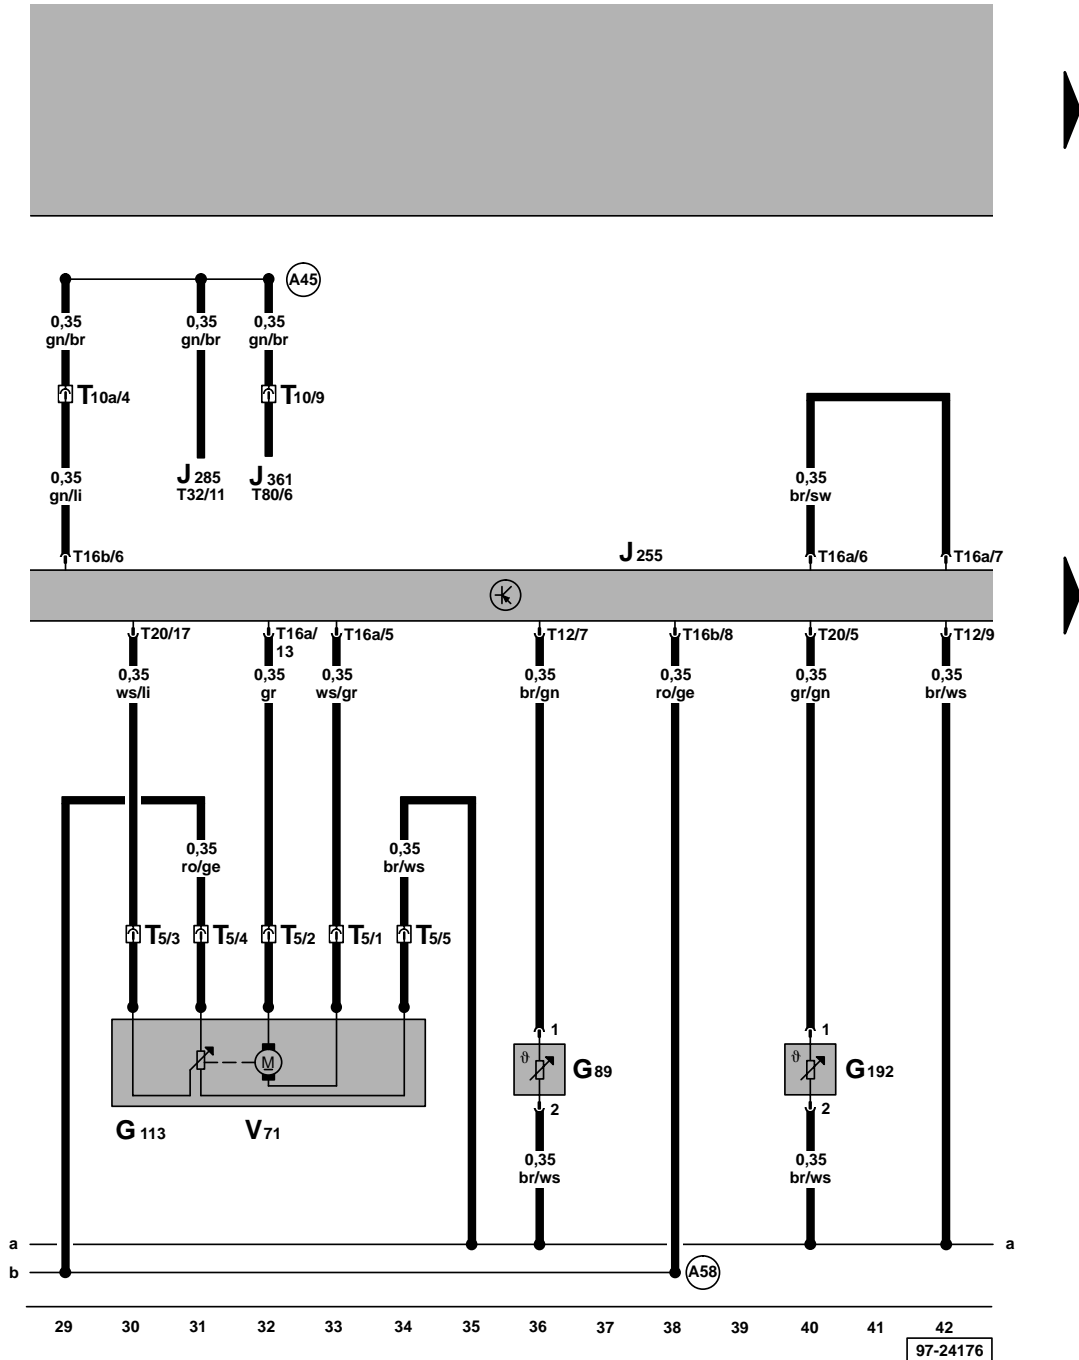 A45
0,35 0,35 0,35
gn/br gn/br gn/br
T10a/4 T10/9
0,35 J 285 J 361 0,35
gn/li T32/11 T80/6 br/sw
T16b/6 J 255 T16a/6 T16a/7
T20/17 T16a/ T16a/5 T12/7 T16b/8 T20/5 T12/9
13
0,35 0,35 0,35 0,35 0,35 0,35 0,35
ws/li gr ws/gr br/gn ro/ge gr/gn br/ws
0,35 0,35
ro/ge br/ws
T5/3 T5/4 T5/2 T5/1 T5/5
1 1
M ϑ G89 ϑ G192
2 2
G 113 V71
0,35 0,35
br/ws br/ws
a a
b A58
29 30 31 32 33 34 35 36 37 38 39 40 41 42
97-24176